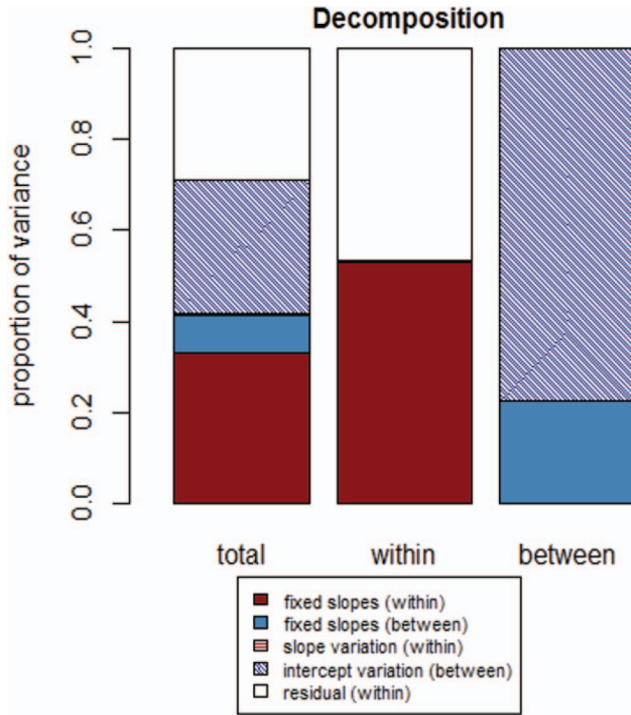 Decomposition
proportion of variance
1.0
0.8
0.6
0.4
0.2
0.0
total within between
fixed slopes (within)
fixed slopes (between)
slope variation (within)
intercept variation (between)
residual (within)